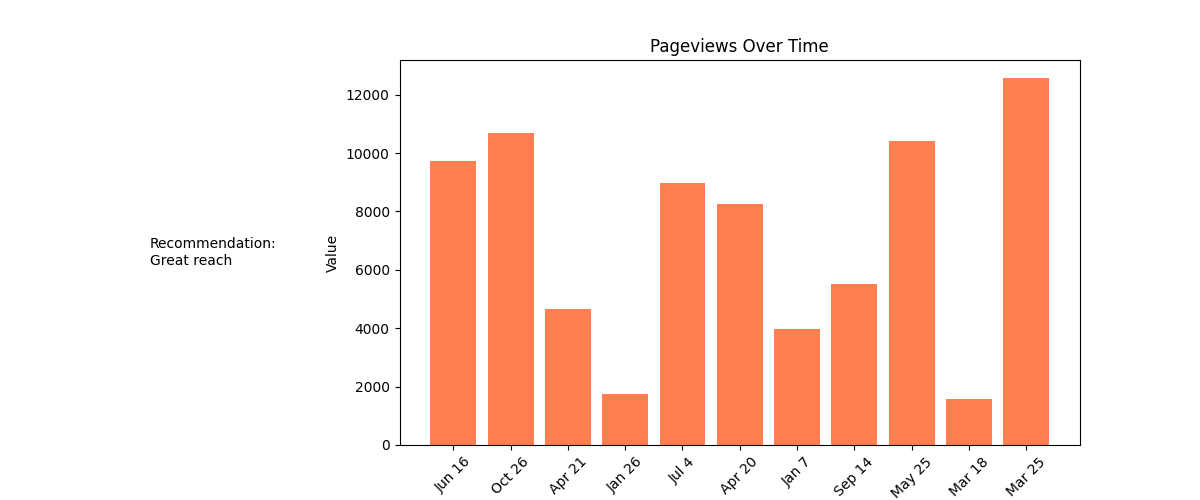 Pageviews Over Time
Recommendation:
Great reach
Value
12000
10000
8000
6000
4000
2000
0
Jun 16
Oct 26
Apr 21
Jan 26
Jul 4
Apr 20
Jan 7
Sep 14
May 25
Mar 18
Mar 25